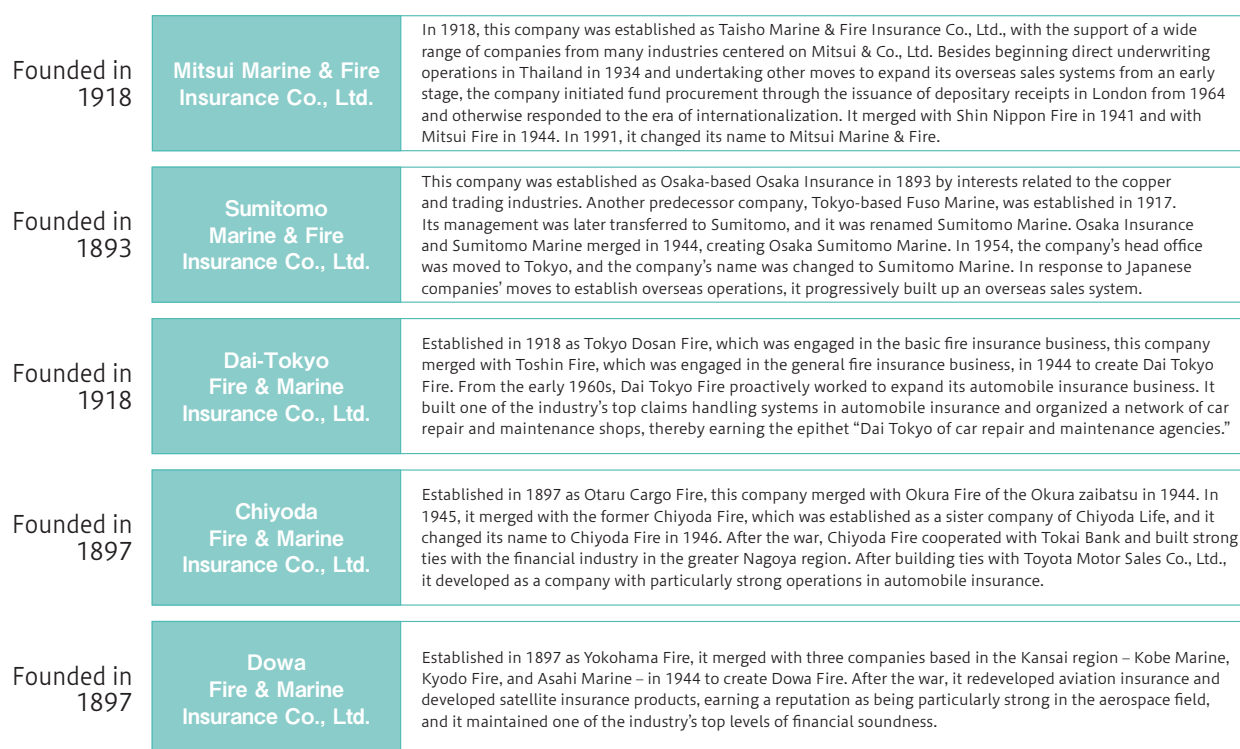 Founded in
1918
Mitsui Marine & Fire
Insurance Co., Ltd.
In 1918, this company was established as Taisho Marine & Fire Insurance Co., Ltd., with the support of a wide
range of companies from many industries centered on Mitsui & Co., Ltd. Besides beginning direct underwriting
operations in Thailand in 1934 and undertaking other moves to expand its overseas sales systems from an early
stage, the company initiated fund procurement through the issuance of depositary receipts in London from 1964
and otherwise responded to the era of internationalization. It merged with Shin Nippon Fire in 1941 and with
Mitsui Fire in 1944. In 1991, it changed its name to Mitsui Marine & Fire.
Founded in
1893
Sumitomo
Marine & Fire
Insurance Co., Ltd.
This company was established as Osaka-based Osaka Insurance in 1893 by interests related to the copper
and trading industries. Another predecessor company, Tokyo-based Fuso Marine, was established in 1917.
Its management was later transferred to Sumitomo, and it was renamed Sumitomo Marine. Osaka Insurance
and Sumitomo Marine merged in 1944, creating Osaka Sumitomo Marine. In 1954, the company's head office
was moved to Tokyo, and the company's name was changed to Sumitomo Marine. In response to Japanese
companies' moves to establish overseas operations, it progressively built up an overseas sales system.
Founded in
1918
Dai-Tokyo
Fire & Marine
Insurance Co., Ltd.
Established in 1918 as Tokyo Dosan Fire, which was engaged in the basic fire insurance business, this company
merged with Toshin Fire, which was engaged in the general fire insurance business, in 1944 to create Dai Tokyo
Fire. From the early 1960s, Dai Tokyo Fire proactively worked to expand its automobile insurance business. It
built one of the industry's top claims handling systems in automobile insurance and organized a network of car
repair and maintenance shops, thereby earning the epithet “Dai Tokyo of car repair and maintenance agencies.”
Founded in
1897
Chiyoda
Fire & Marine
Insurance Co., Ltd.
Established in 1897 as Otaru Cargo Fire, this company merged with Okura Fire of the Okura zaibatsu in 1944. In
1945, it merged with the former Chiyoda Fire, which was established as a sister company of Chiyoda Life, and it
changed its name to Chiyoda Fire in 1946. After the war, Chiyoda Fire cooperated with Tokai Bank and built strong
ties with the financial industry in the greater Nagoya region. After building ties with Toyota Motor Sales Co., Ltd.,
it developed as a company with particularly strong operations in automobile insurance.
Founded in
1897
Dowa
Fire & Marine
Insurance Co., Ltd.
Established in 1897 as Yokohama Fire, it merged with three companies based in the Kansai region – Kobe Marine,
Kyodo Fire, and Asahi Marine – in 1944 to create Dowa Fire. After the war, it redeveloped aviation insurance and
developed satellite insurance products, earning a reputation as being particularly strong in the aerospace field,
and it maintained one of the industry's top levels of financial soundness.